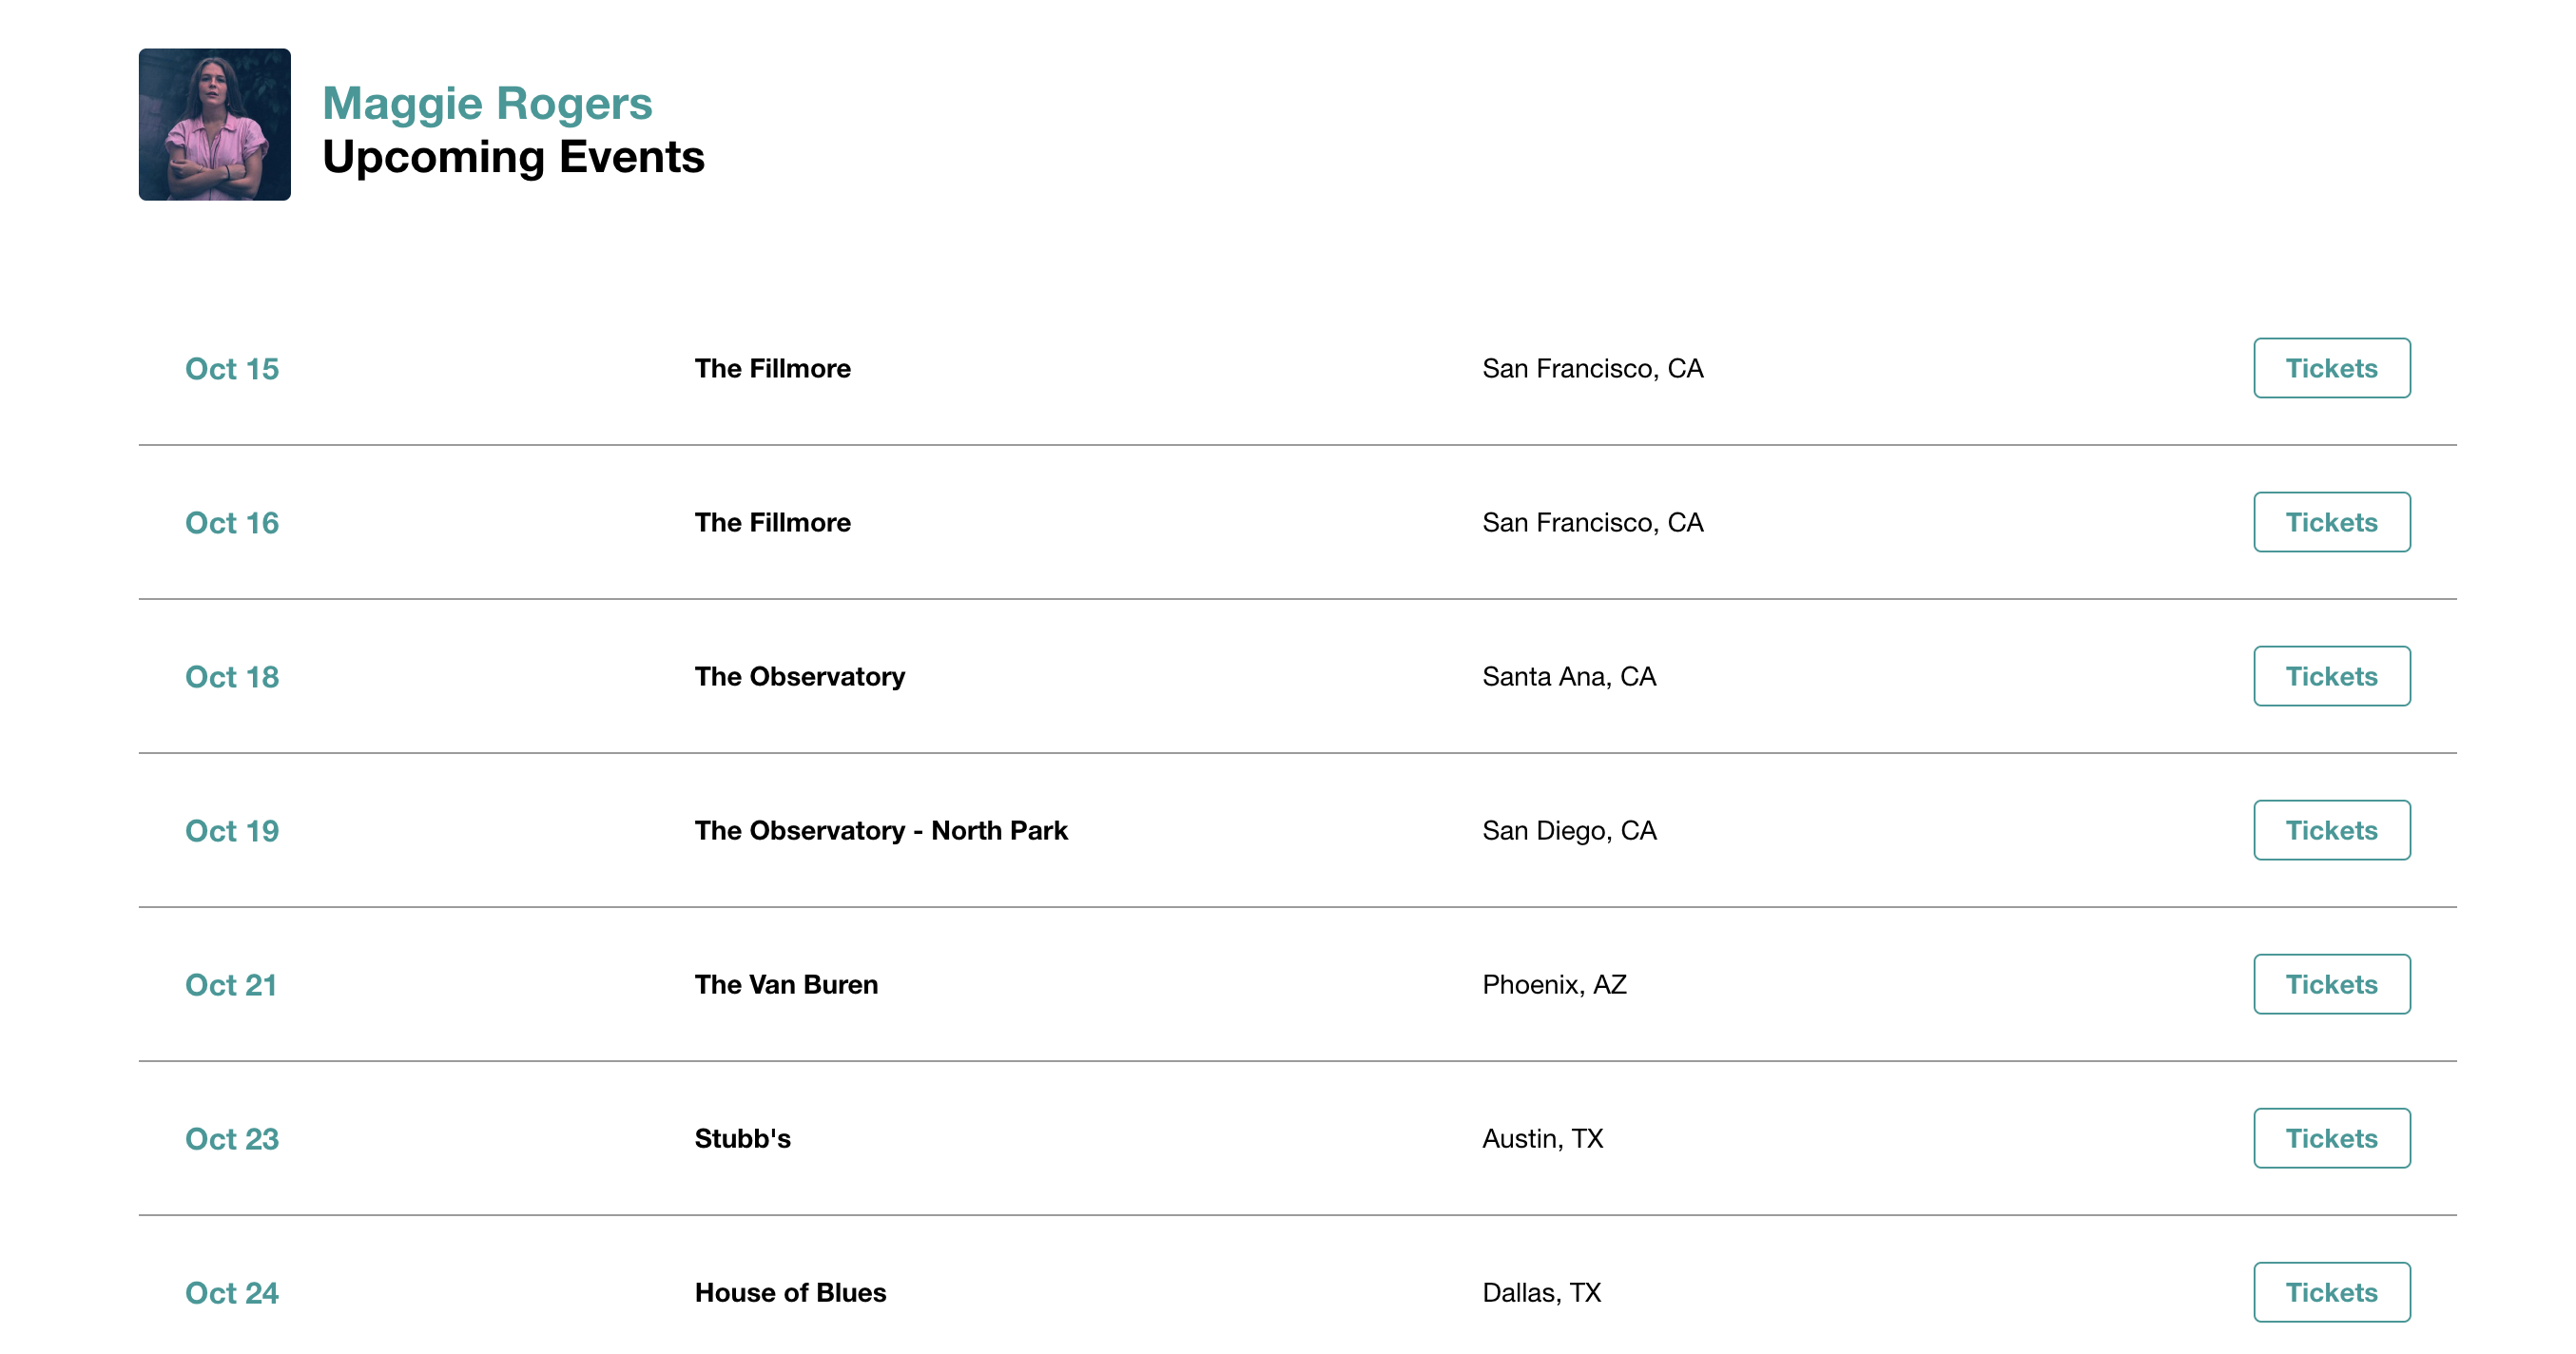 Maggie Rogers
Upcoming Events
Oct 15 The Fillmore San Francisco, CA Tickets
Oct 16 The Fillmore San Francisco, CA Tickets
Oct 18 The Observatory Santa Ana, CA Tickets
Oct 19 The Observatory - North Park San Diego, CA Tickets
Oct 21 The Van Buren Phoenix, AZ Tickets
Oct 23 Stubb's Austin, TX Tickets
Oct 24 House of Blues Dallas, TX Tickets